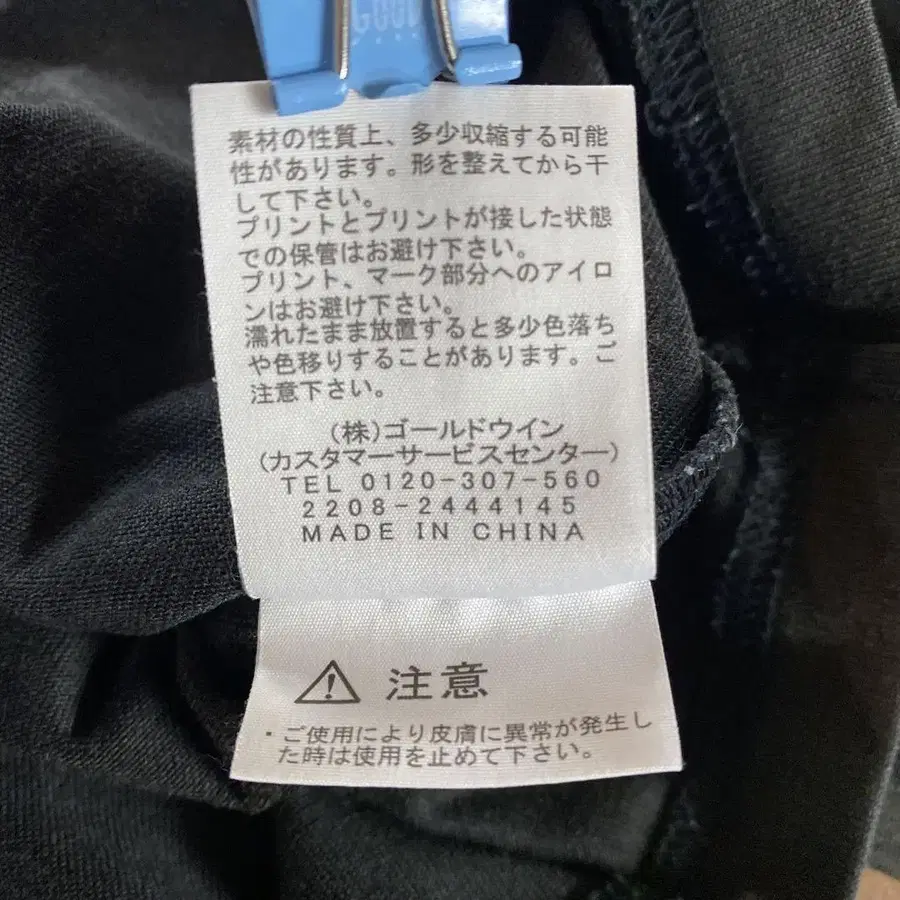 GOOD
素材の性質上、多少収縮する可能
性があります。形を整えてから干
して下さい。
プリントとプリントが接した状態
での保管はお避け下さい。
プリント、マーク部分へのアイロ
ンはお避け下さい。
濡れたまま放置すると多少色落ち
や色移りすることがあります。ご
注意下さい。
(株)ゴールドウイン
(カスタマーサービスセンター)
TEL 0120-307-560
2208-2444145
MADE IN CHINA
注意
・ご使用により皮膚に異常が発生し
た時は使用を止めて下さい。